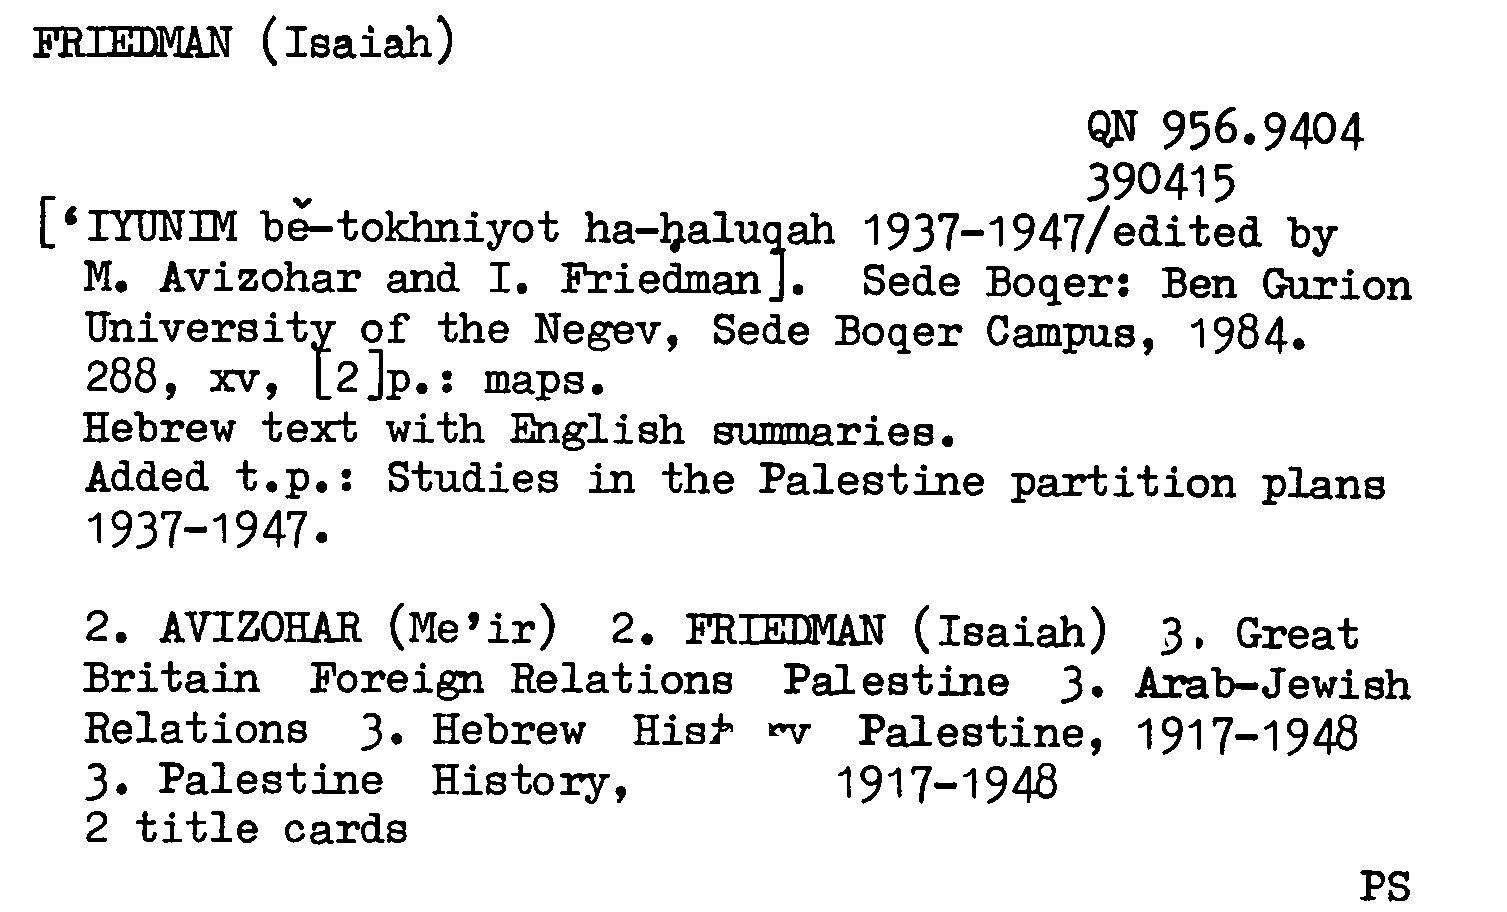 FRIEDMAN (Isaiah)
QN 956.9404
390415
[‘IYUNIM bě-tokhniyot ha-ḥaluqah 1937-1947/edited by
M. Avizohar and I. Friedman]. Sede Boqer: Ben Gurion
University of the Negev, Sede Boqer Campus, 1984.
288, xv, [2]p.: maps.
Hebrew text with English summaries.
Added t.p.: Studies in the Palestine partition plans
1937-1947.
2. AVIZOHAR (Me’ir) 2. FRIEDMAN (Isaiah) 3. Great
Britain Foreign Relations Palestine 3. Arab-Jewish
Relations 3. Hebrew Palestine, 1917-1948
3. Palestine History, 1917-1948
2 title cards
PS